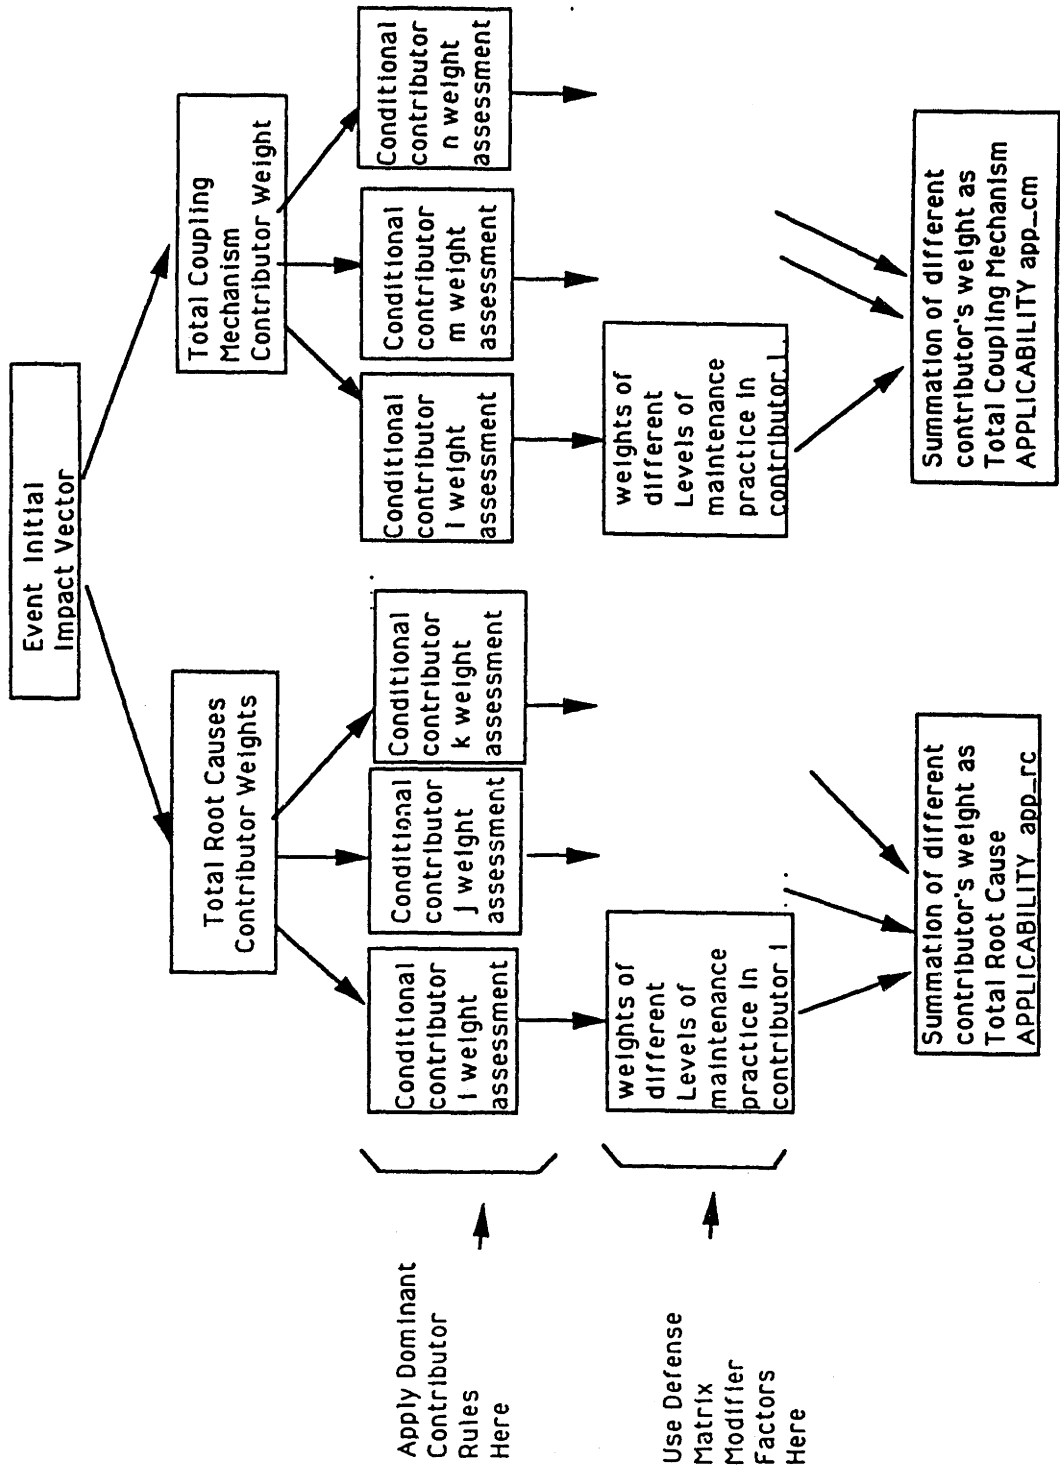 Event Initial
Impact Vector
Total Root Causes
Contributor Weights
Total Coupling
Mechanism
Contributor Weight
Apply Dominant
Contributor
Rules
Here
Conditional
contributor
i weight
assessment
Conditional
contributor
j weight
assessment
Conditional
contributor
k weight
assessment
Conditional
contributor
l weight
assessment
Conditional
contributor
m weight
assessment
Conditional
contributor
n weight
assessment
Use Defense
Matrix
Modifier
Factors
Here
weights of
different
Levels of
maintenance
practice in
contributor i
weights of
different
Levels of
maintenance
practice in
contributor l.
Summation of different
contributor's weight as
Total Root Cause
APPLICABILITY app_rc
Summation of different
contributor's weight as
Total Coupling Mechanism
APPLICABILITY app_cm